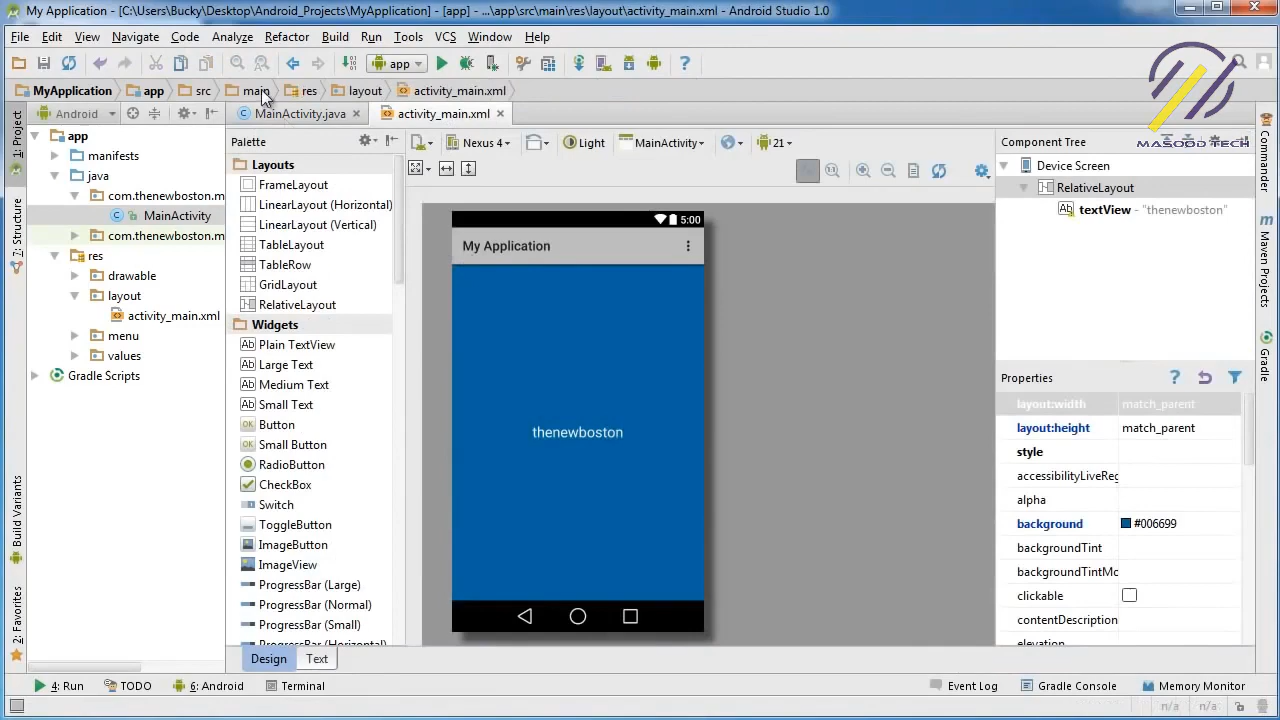 MyApplication - [C:\Users\Bucky\Desktop\Android_Projects\MyApplication] - [app] - ...\app\src\main\res\layout\activity_main.xml - Android Studio 1.0
File Edit View Navigate Code Analyze Refactor Build Run Tools VCS Window Help
app
MyApplication app src main res layout activity_main.xml
MASOOD TECH
Android
MainActivity.java
activity_main.xml
1: Project
7: Structure
Build Variants
2: Favorites
app
manifests
java
com.thenewboston.m
MainActivity
com.thenewboston.m
res
drawable
layout
activity_main.xml
menu
values
Gradle Scripts
Palette
Layouts
FrameLayout
LinearLayout (Horizontal)
LinearLayout (Vertical)
TableLayout
TableRow
GridLayout
RelativeLayout
Widgets
Plain TextView
Large Text
Medium Text
Small Text
Button
Small Button
RadioButton
CheckBox
Switch
ToggleButton
ImageButton
ImageView
ProgressBar (Large)
ProgressBar (Normal)
ProgressBar (Small)
ProgressBar (Horizontal)
Design Text
Nexus 4 Light MainActivity 21
5:00
My Application
thenewboston
Component Tree
Device Screen
RelativeLayout
textView - "thenewboston"
Properties
layout:width match_parent
layout:height match_parent
style
accessibilityLiveReg
alpha
background #006699
backgroundTint
backgroundTintMo
clickable
contentDescription
elevation
Commander
Maven Projects
Gradle
4: Run TODO 6: Android Terminal Event Log Gradle Console Memory Monitor
n/a n/a